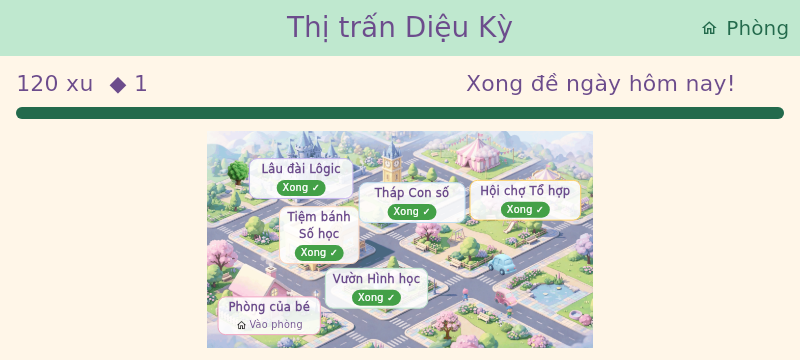 Thị trấn Diệu Kỳ
Phòng
120 xu ◆ 1
Xong đề ngày hôm nay!
Lâu đài Lôgic
Xong ✓
Tháp Con số
Xong ✓
Hội chợ Tổ hợp
Xong ✓
Tiệm bánh
Số học
Xong ✓
Vườn Hình học
Xong ✓
Phòng của bé
Vào phòng